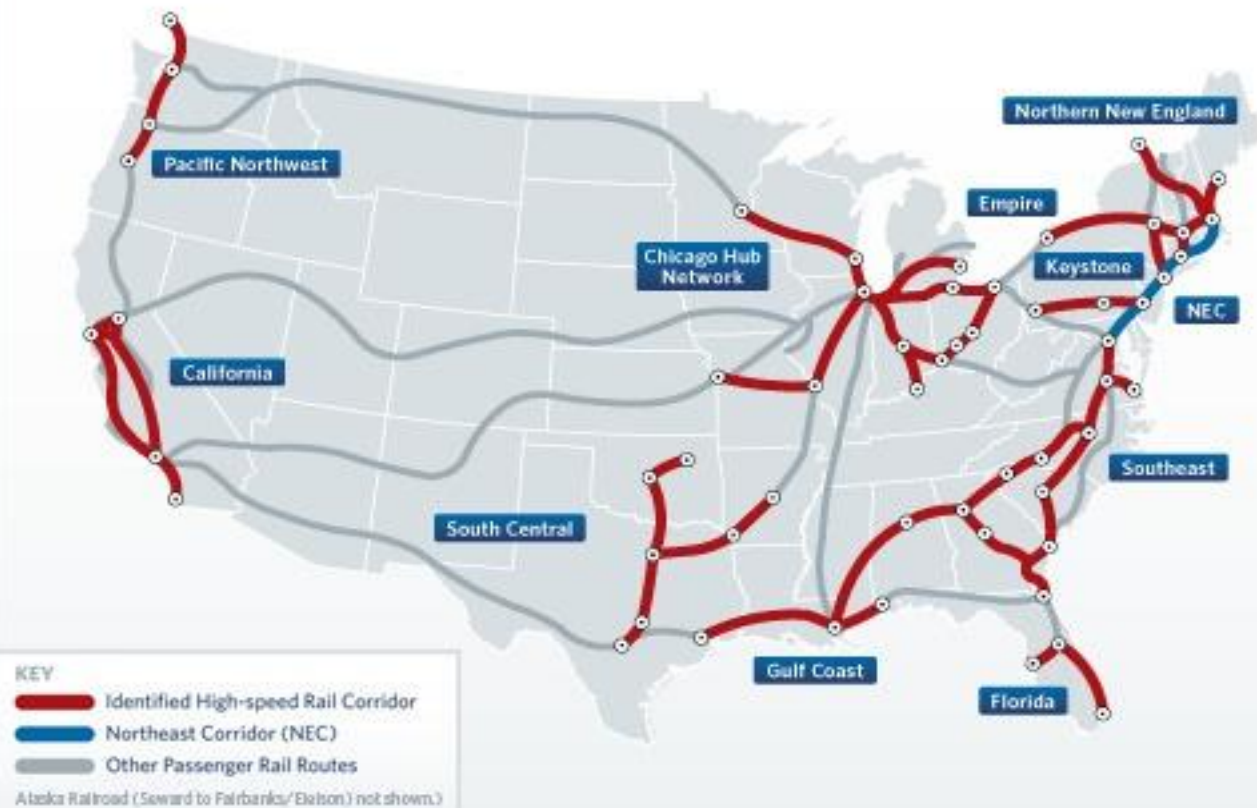 Northern New England
Pacific Northwest
Empire
Chicago Hub
Network
Keystone
NEC
California
Southeast
South Central
Gulf Coast
Florida
KEY
Identified High-speed Rail Corridor
Northeast Corridor (NEC)
Other Passenger Rail Routes
Alaska Railroad (Seward to Fairbanks/Eielson) not shown.)